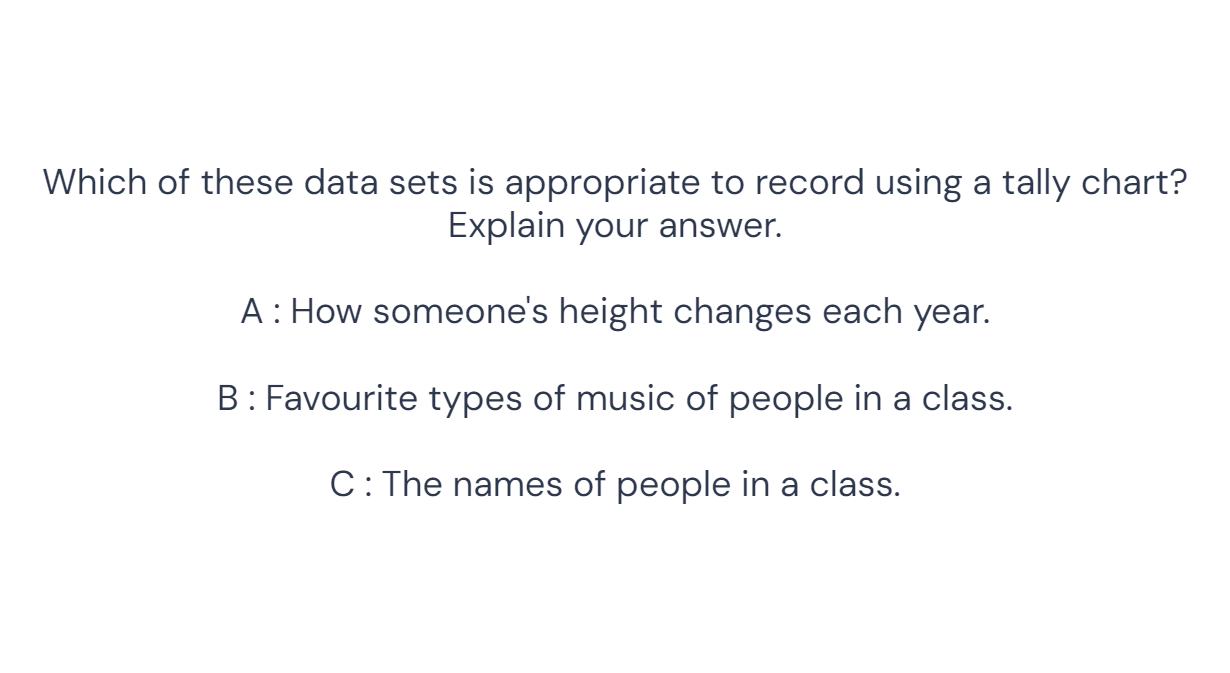 Which of these data sets is appropriate to record using a tally chart?
Explain your answer.
A : How someone's height changes each year.
B : Favourite types of music of people in a class.
C : The names of people in a class.